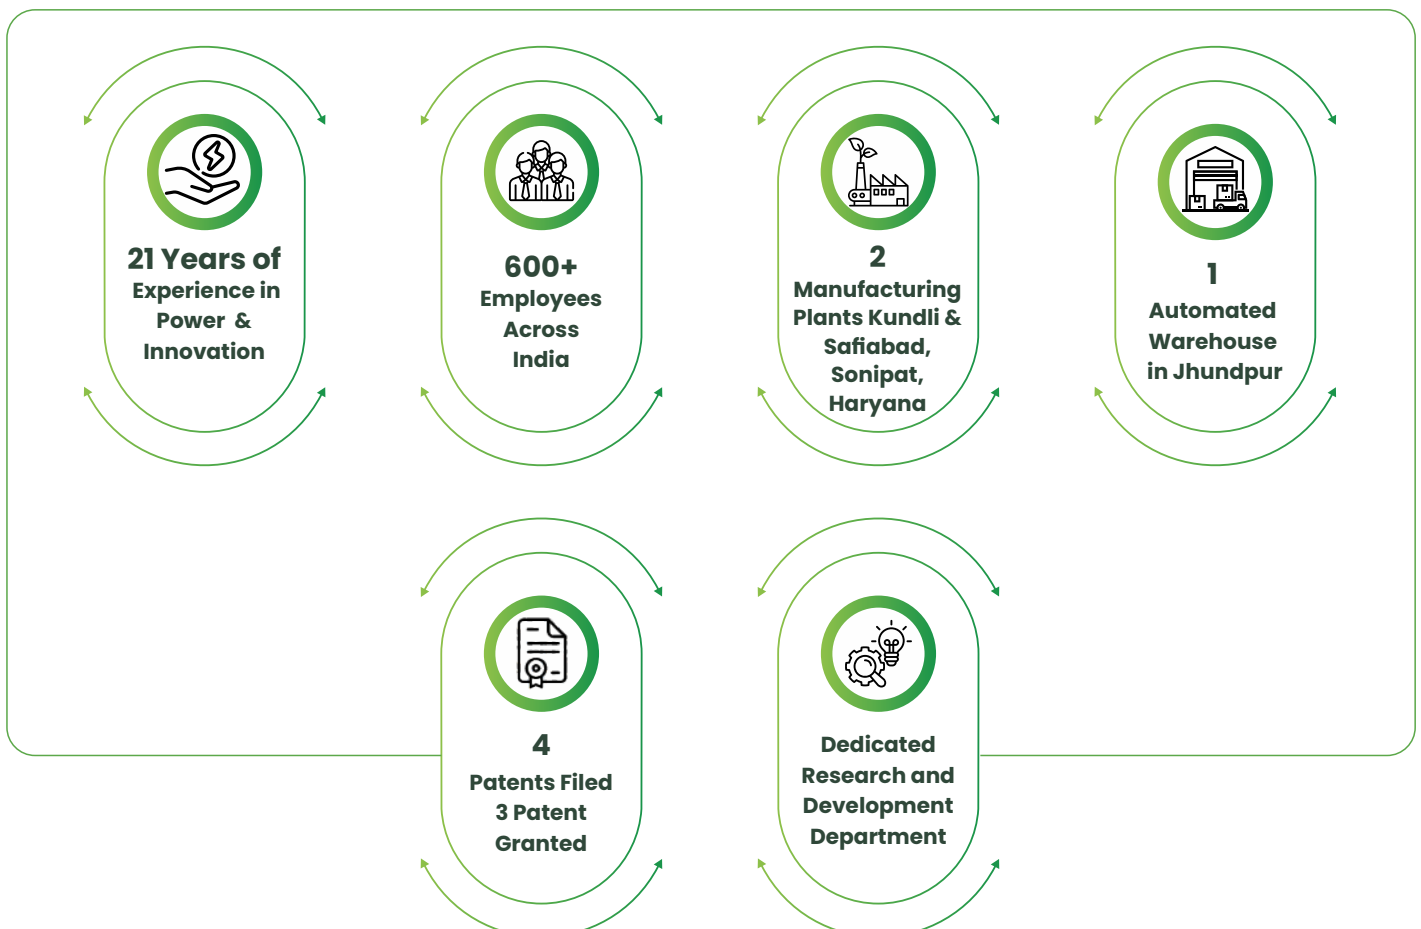 21 Years of
Experience in
Power &
Innovation
600+
Employees
Across
India
2
Manufacturing
Plants Kundli &
Safiabad,
Sonipat,
Haryana
1
Automated
Warehouse
in Jhundpur
4
Patents Filed
3 Patent
Granted
Dedicated
Research and
Development
Department